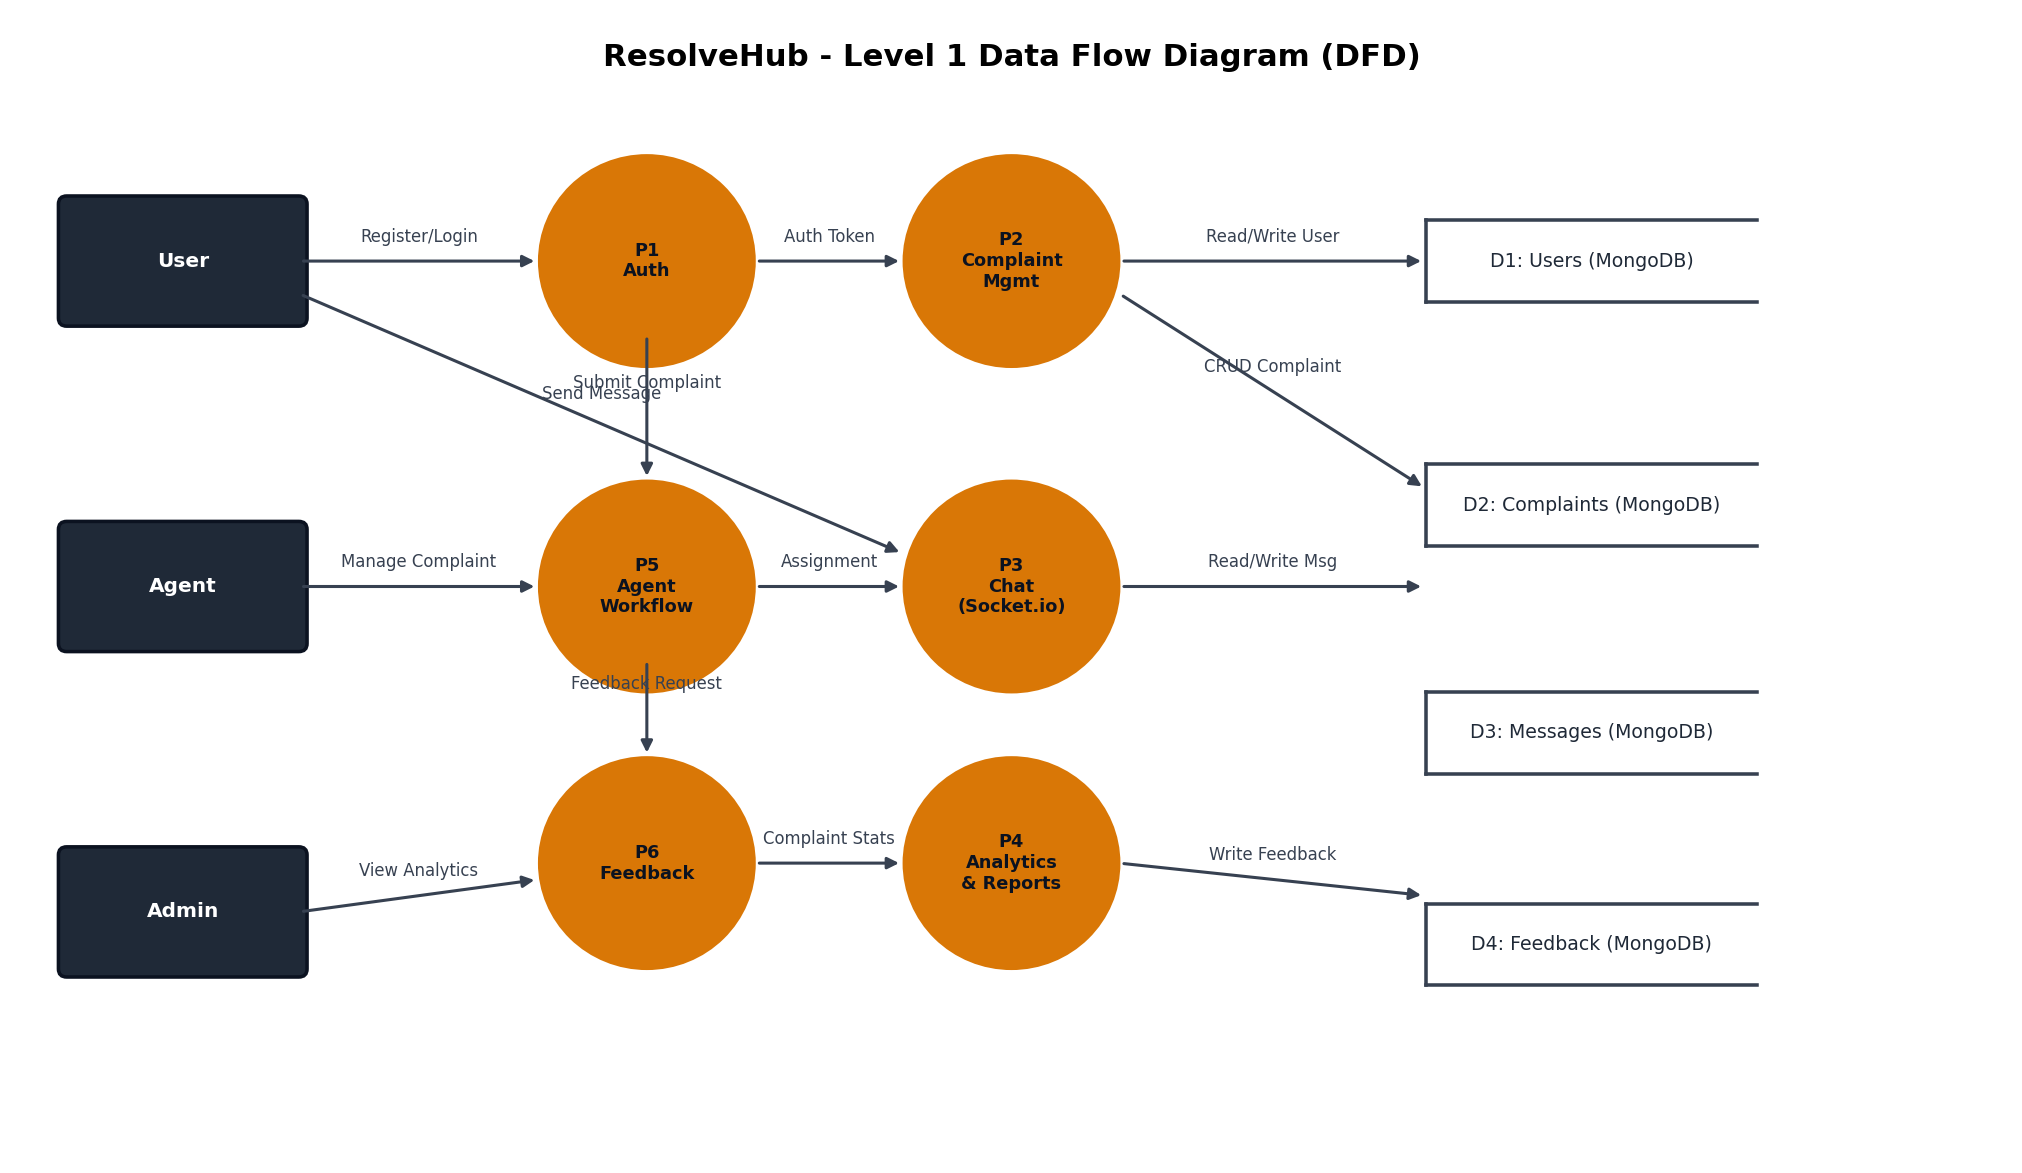 ResolveHub - Level 1 Data Flow Diagram (DFD)
User
Register/Login
P1
Auth
Auth Token
P2
Complaint
Mgmt
Read/Write User
D1: Users (MongoDB)
Submit Complaint
Send Message
CRUD Complaint
D2: Complaints (MongoDB)
Agent
Manage Complaint
P5
Agent
Workflow
Assignment
P3
Chat
(Socket.io)
Read/Write Msg
Feedback Request
D3: Messages (MongoDB)
Admin
View Analytics
P6
Feedback
Complaint Stats
P4
Analytics
& Reports
Write Feedback
D4: Feedback (MongoDB)